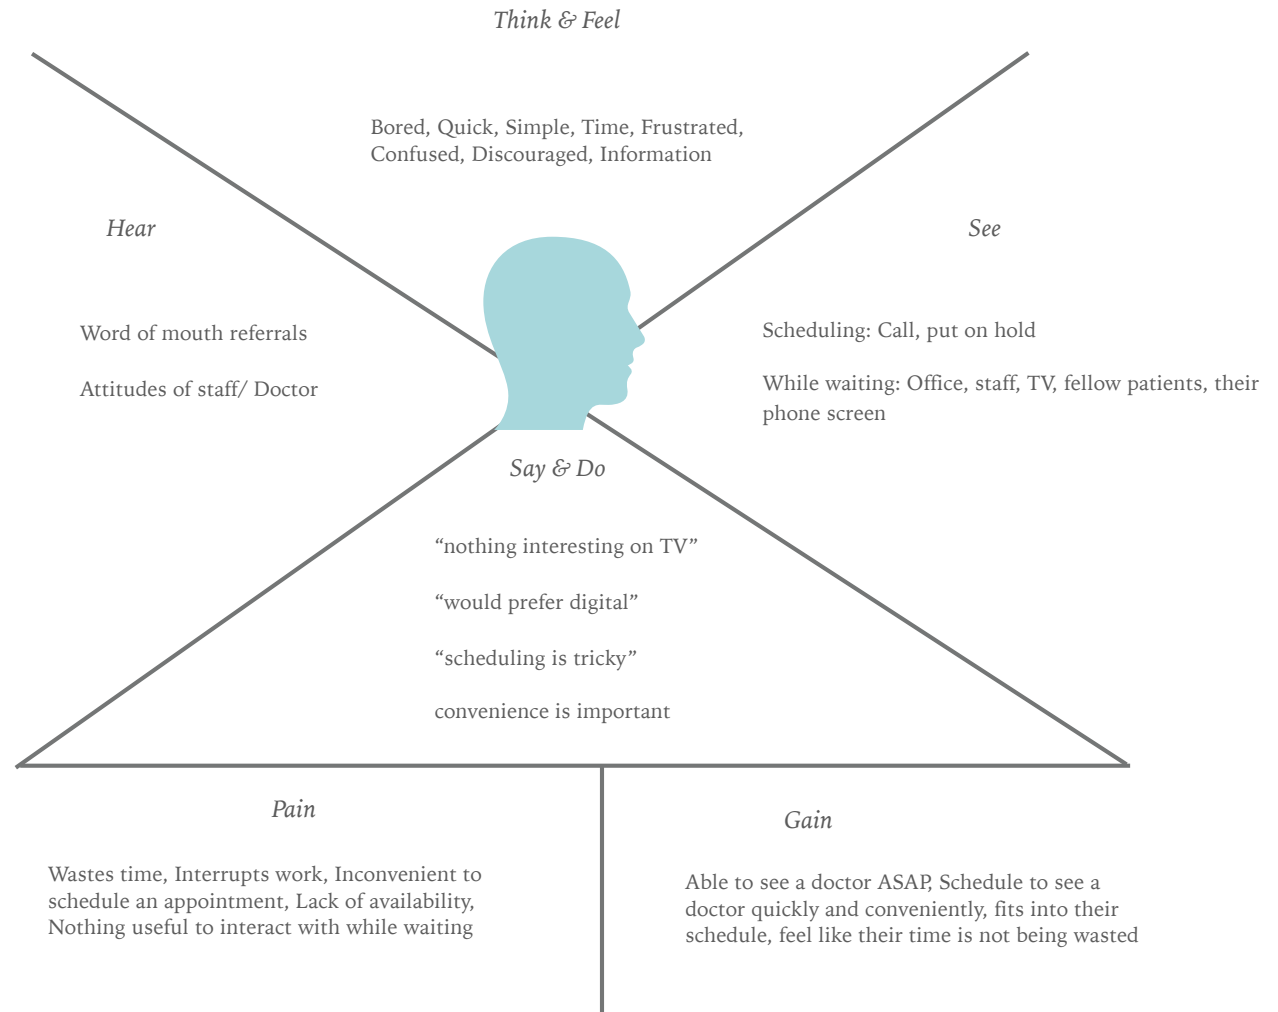 Think & Feel
Bored, Quick, Simple, Time, Frustrated,
Confused, Discouraged, Information
Hear
Word of mouth referrals
Attitudes of staff/ Doctor
See
Scheduling: Call, put on hold
While waiting: Office, staff, TV, fellow patients, their
phone screen
Say & Do
“nothing interesting on TV”
“would prefer digital”
“scheduling is tricky”
convenience is important
Pain
Wastes time, Interrupts work, Inconvenient to
schedule an appointment, Lack of availability,
Nothing useful to interact with while waiting
Gain
Able to see a doctor ASAP, Schedule to see a
doctor quickly and conveniently, fits into their
schedule, feel like their time is not being wasted